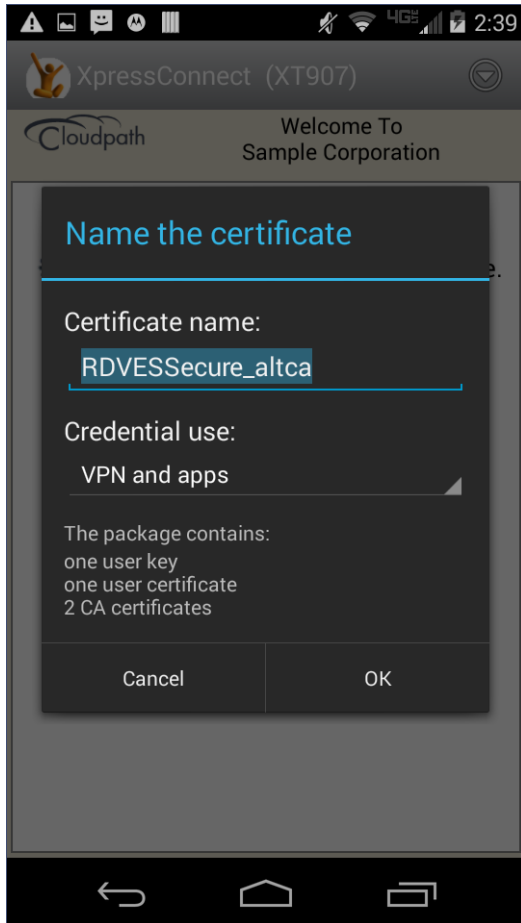 4G 2:39
XpressConnect (XT907)
Cloudpath
Welcome To
Sample Corporation
Name the certificate
e.
Certificate name:
RDVESSecure_altca
Credential use:
VPN and apps
The package contains:
one user key
one user certificate
2 CA certificates
Cancel OK